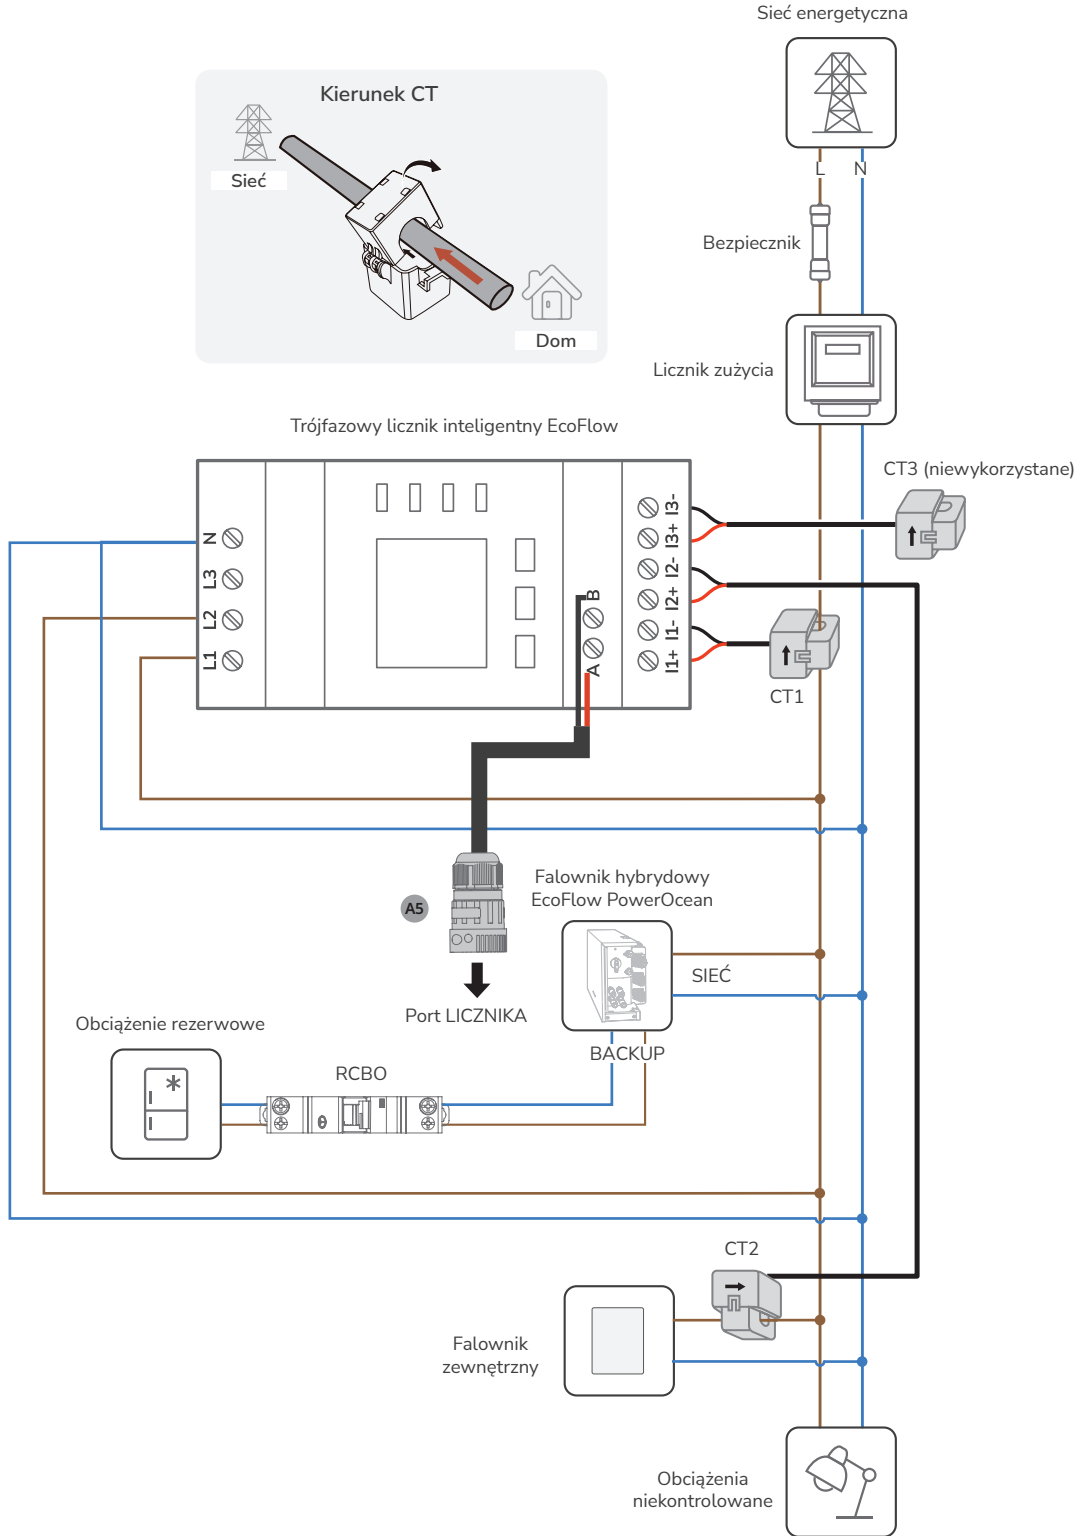 Sieć energetyczna
Kierunek CT
Sieć
Dom
L
N
Bezpiecznik
Licznik zużycia
Trójfazowy licznik inteligentny EcoFlow
CT3 (niewykorzystane)
N
L3
L2
L1
B
A
I3-
I3+
I2-
I2+
I1-
I1+
CT1
A5
Port LICZNIKA
Falownik hybrydowy
EcoFlow PowerOcean
SIEĆ
BACKUP
Obciążenie rezerwowe
RCBO
CT2
Falownik
zewnętrzny
Obciążenia
niekontrolowane